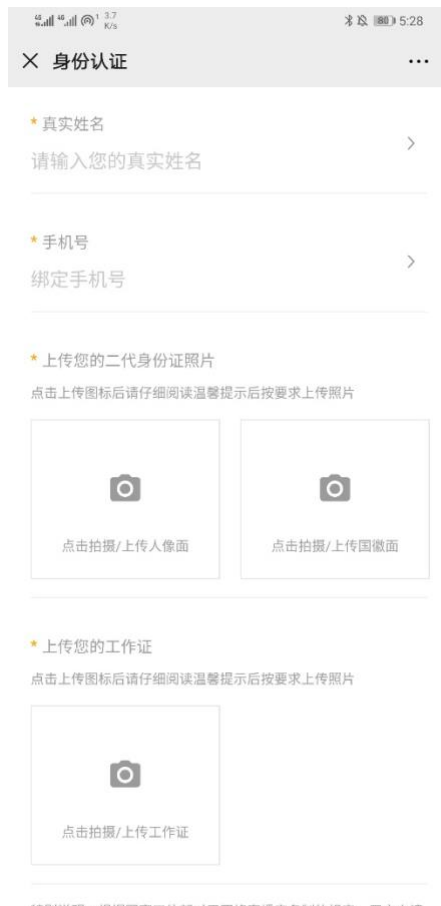 3.7
K/s
80 5:28
身份认证
* 真实姓名
请输入您的真实姓名
* 手机号
绑定手机号
* 上传您的二代身份证照片
点击上传图标后请仔细阅读温馨提示后按要求上传照片
点击拍摄/上传人像面 点击拍摄/上传国徽面
* 上传您的工作证
点击上传图标后请仔细阅读温馨提示后按要求上传照片
点击拍摄/上传工作证